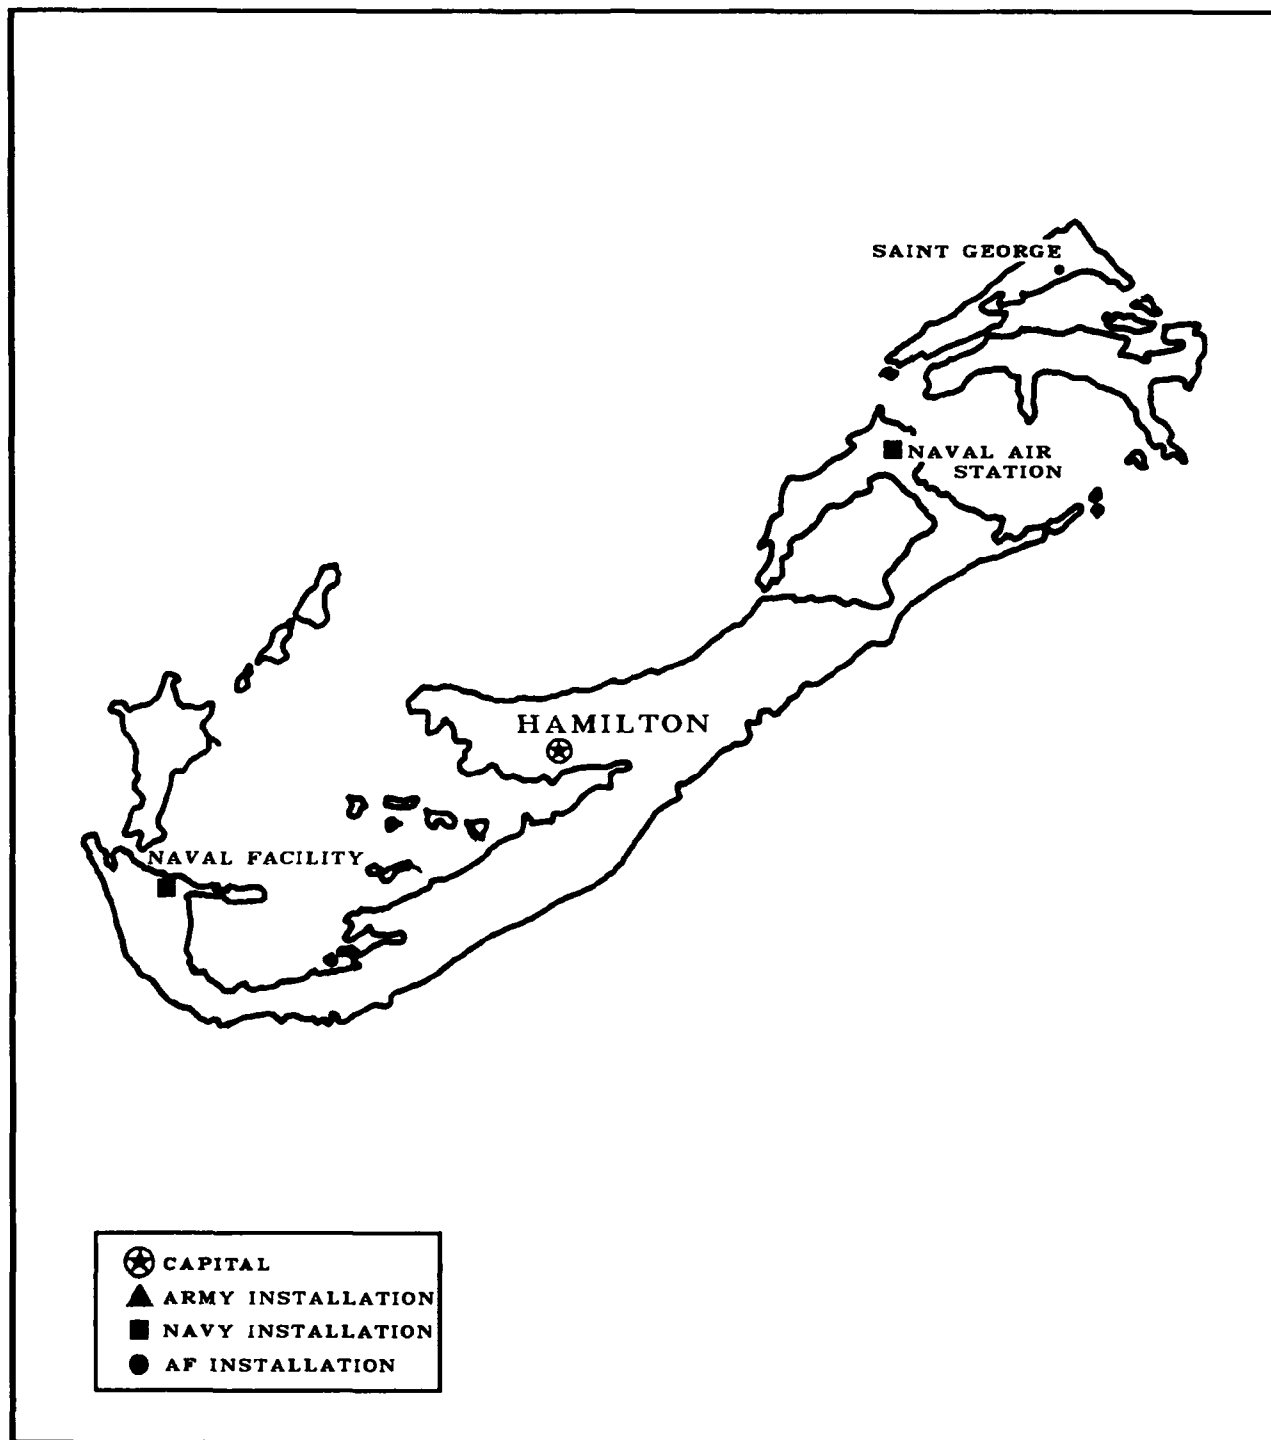 SAINT GEORGE
NAVAL AIR
STATION
HAMILTON
NAVAL FACILITY
CAPITAL
ARMY INSTALLATION
NAVY INSTALLATION
AF INSTALLATION